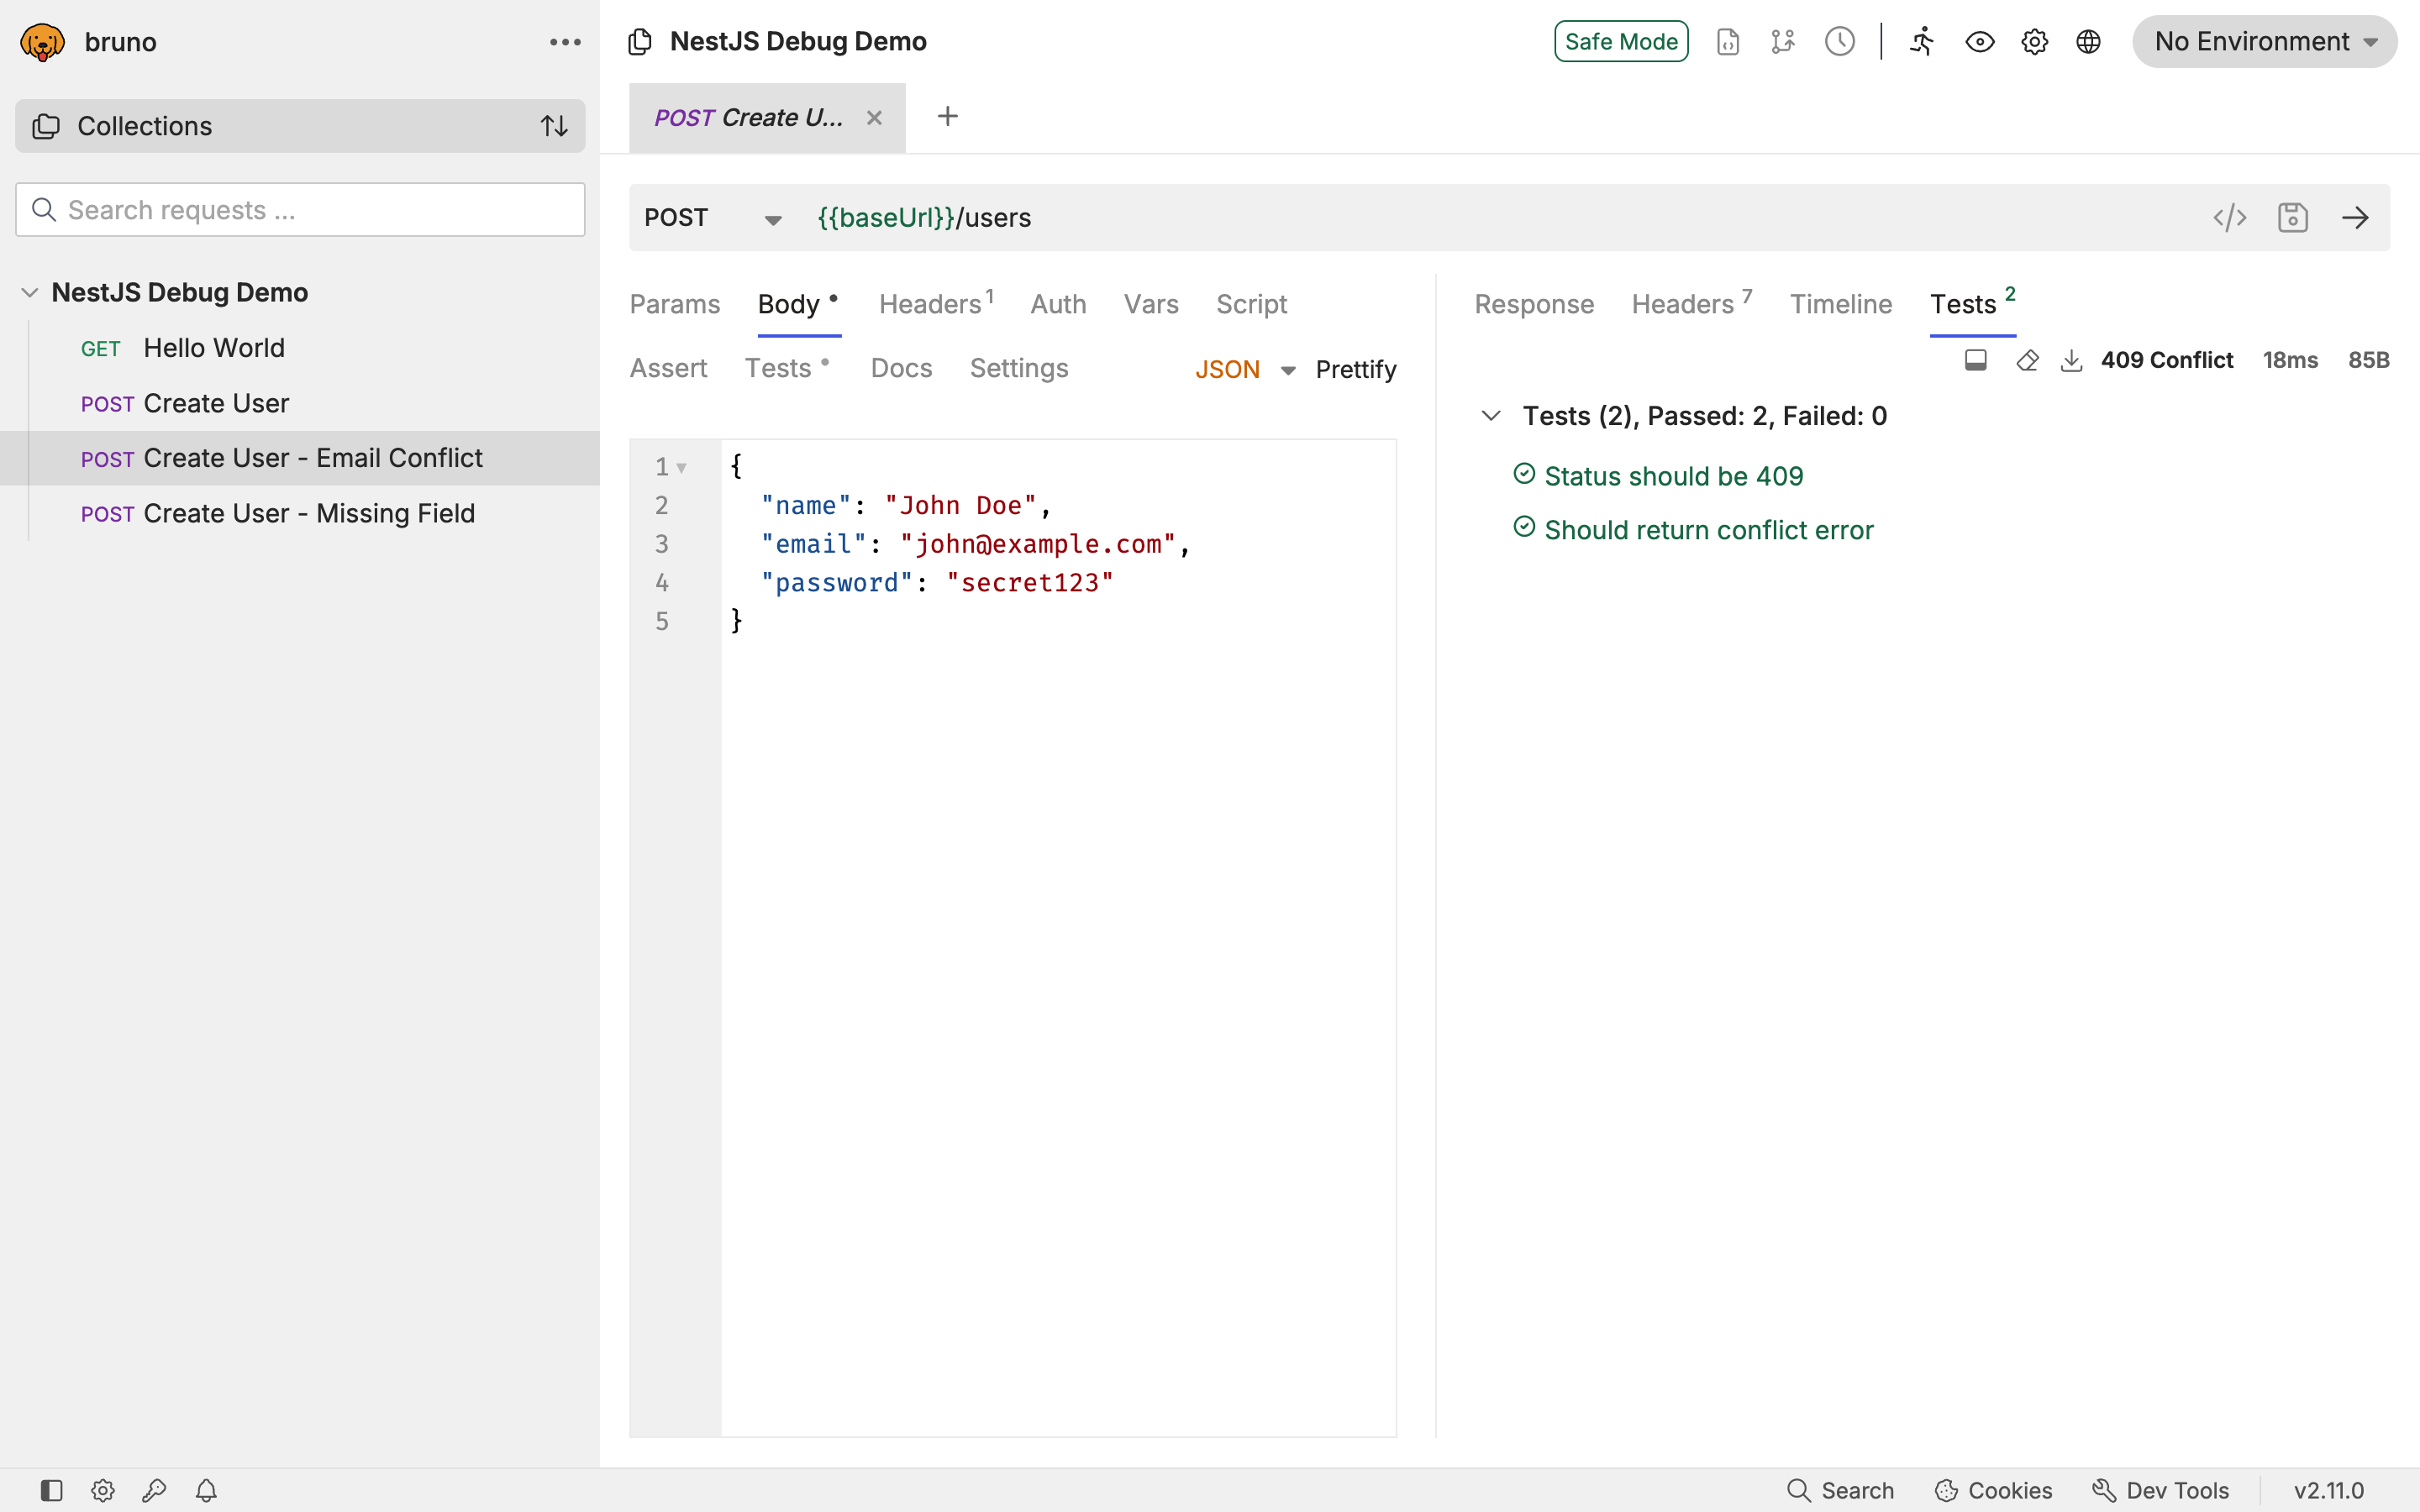 bruno
Collections
Search requests ...
NestJS Debug Demo
GET Hello World
POST Create User
POST Create User - Email Conflict
POST Create User - Missing Field
NestJS Debug Demo
Safe Mode
No Environment
POST Create U...
POST {{baseUrl}}/users
Params Body Headers 1 Auth Vars Script
Assert Tests Docs Settings JSON Prettify
1 {
2 "name": "John Doe",
3 "email": "john@example.com",
4 "password": "secret123"
5 }
Response Headers 7 Timeline Tests 2
409 Conflict 18ms 85B
Tests (2), Passed: 2, Failed: 0
Status should be 409
Should return conflict error
Search Cookies Dev Tools v2.11.0